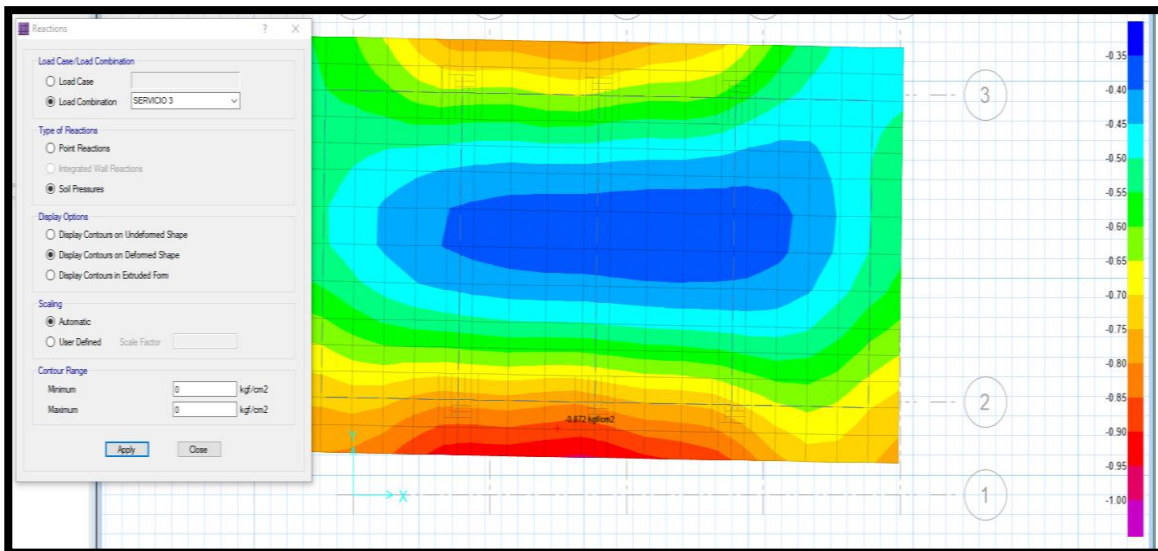 Reactions ? X
Load Case/Load Combination
Load Case
Load Combination SERVICIO 3
Type of Reactions
Point Reactions
Integrated Wall Reactions
Soil Pressures
Display Options
Display Contours on Undeformed Shape
Display Contours on Deformed Shape
Display Contours in Extruded Form
Scaling
Automatic
User Defined Scale Factor
Contour Range
Minimum 0 kgf/cm2
Maximum 0 kgf/cm2
Apply Close
-0.872 kgf/cm2
Y
X
3
2
1
-0.35
-0.40
-0.45
-0.50
-0.55
-0.60
-0.65
-0.70
-0.75
-0.80
-0.85
-0.90
-0.95
-1.00